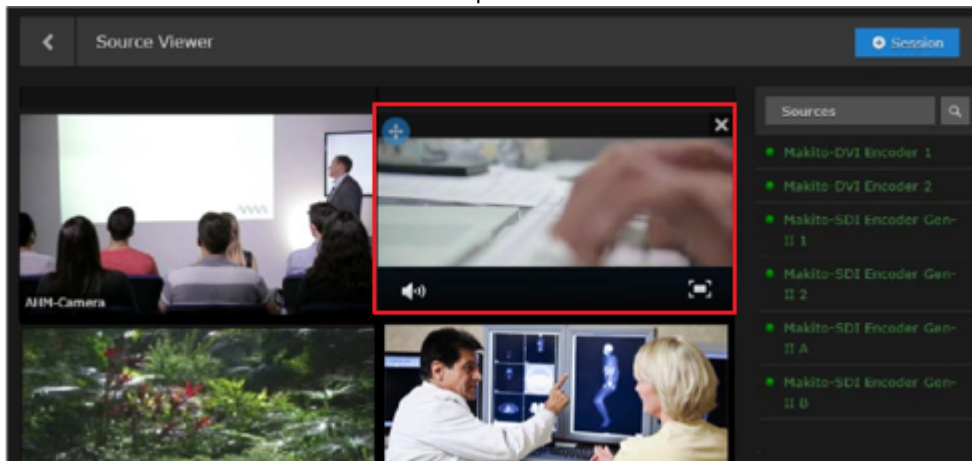 Source Viewer
Session
Sources
Makito-DVI Encoder 1
Makito-DVI Encoder 2
Makito-SDI Encoder Gen-
II 1
Makito-SDI Encoder Gen-
II 2
Makito-SDI Encoder Gen-
II A
Makito-SDI Encoder Gen-
II B
AHM-Camera